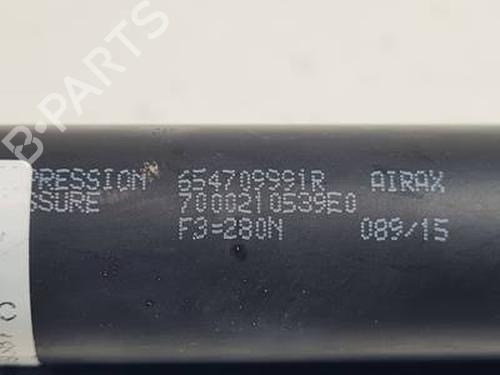 PRESSION 654709991R AIRAX
SSURE 7000210539E0
F3=280N 089/15
B-PARTS